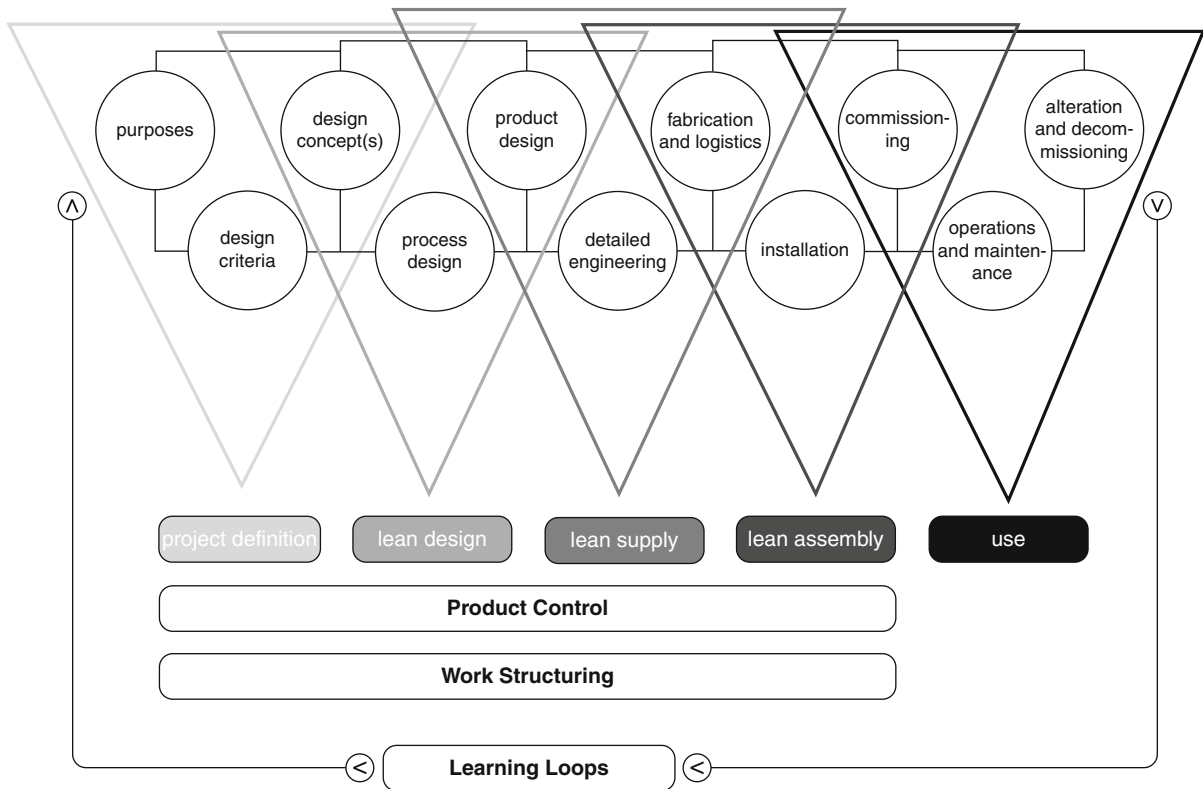 purposes
design
concept(s)
product
design
fabrication
and logistics
commission-
ing
alteration
and decom-
missioning
design
criteria
process
design
detailed
engineering
installation
operations
and mainten-
ance
project definition
lean design
lean supply
lean assembly
use
Product Control
Work Structuring
Learning Loops